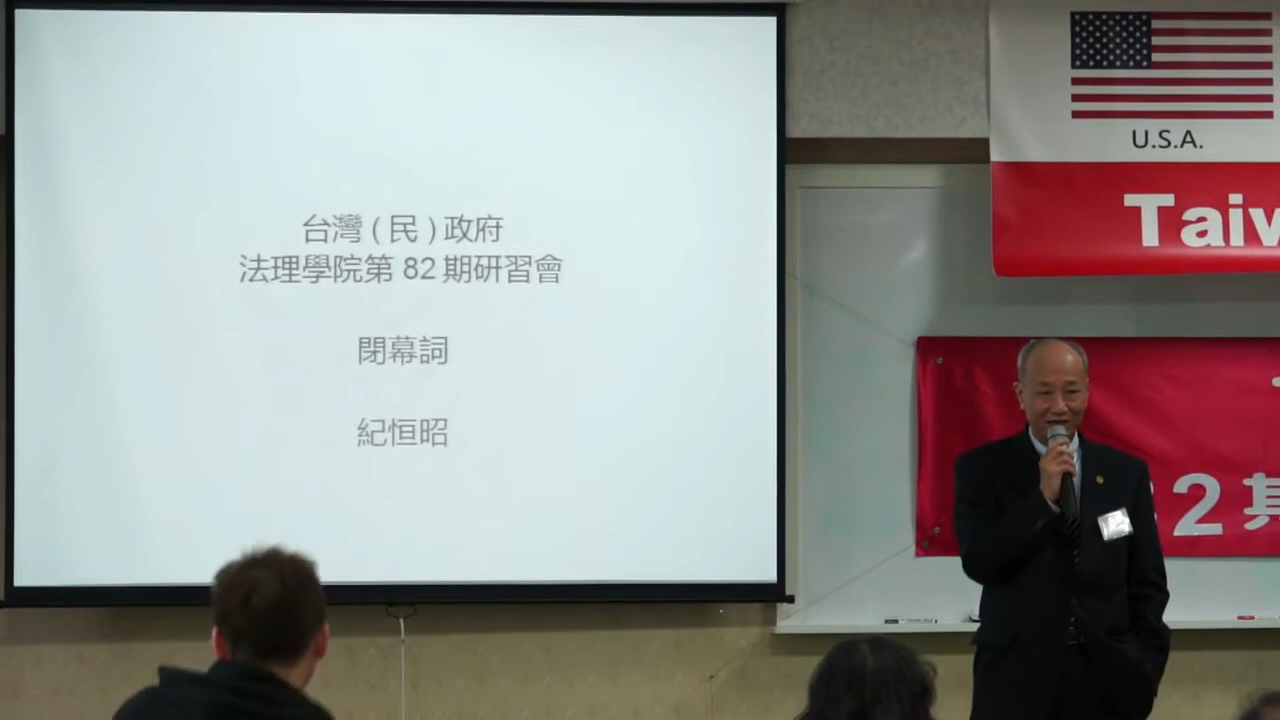 台灣 ( 民 ) 政府
法理學院第 82 期研習會
閉幕詞
紀恒昭
U.S.A.
Taiw
2期